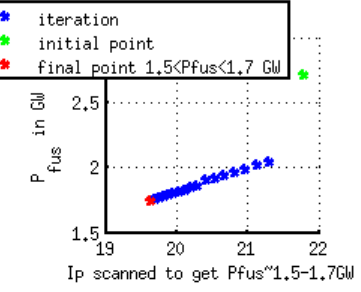 iteration
initial point
final point 1.5<Pfus<1.7 GW
P_fus in GW
2.5
2
1.5
19 20 21 22
Ip scanned to get Pfus~1.5-1.7GW